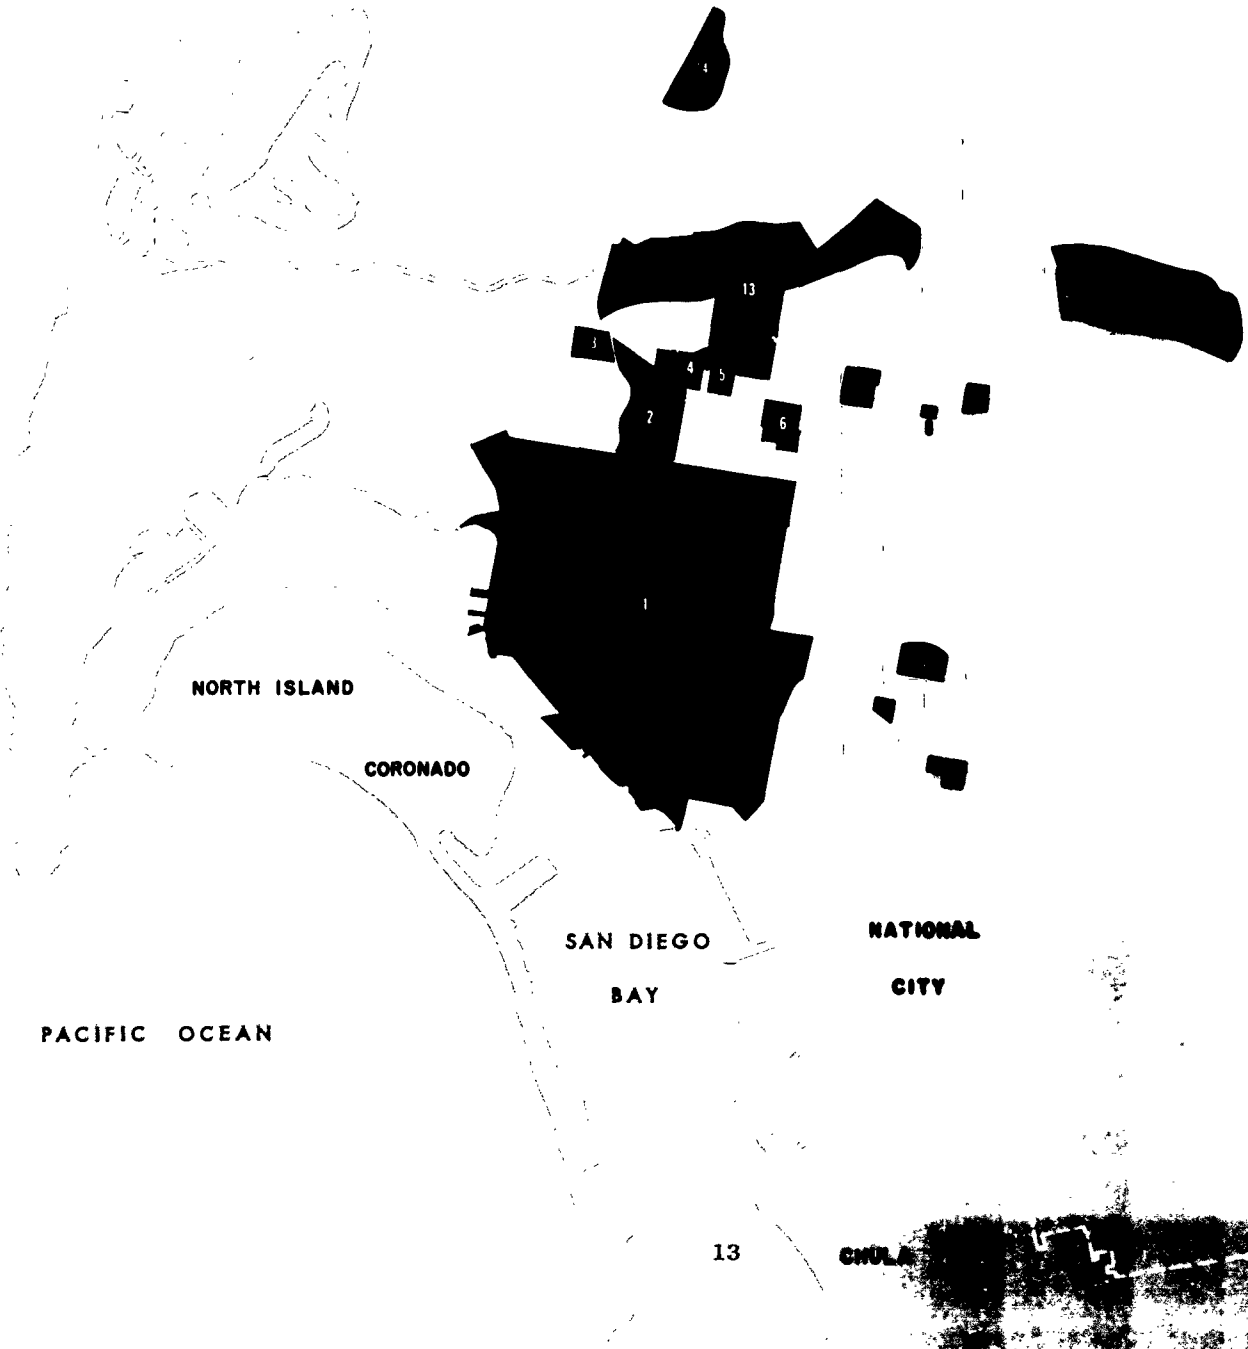 4
13
3
4
5
2
6
1
NORTH ISLAND
CORONADO
SAN DIEGO
BAY
NATIONAL
CITY
PACIFIC OCEAN
13
CHULA